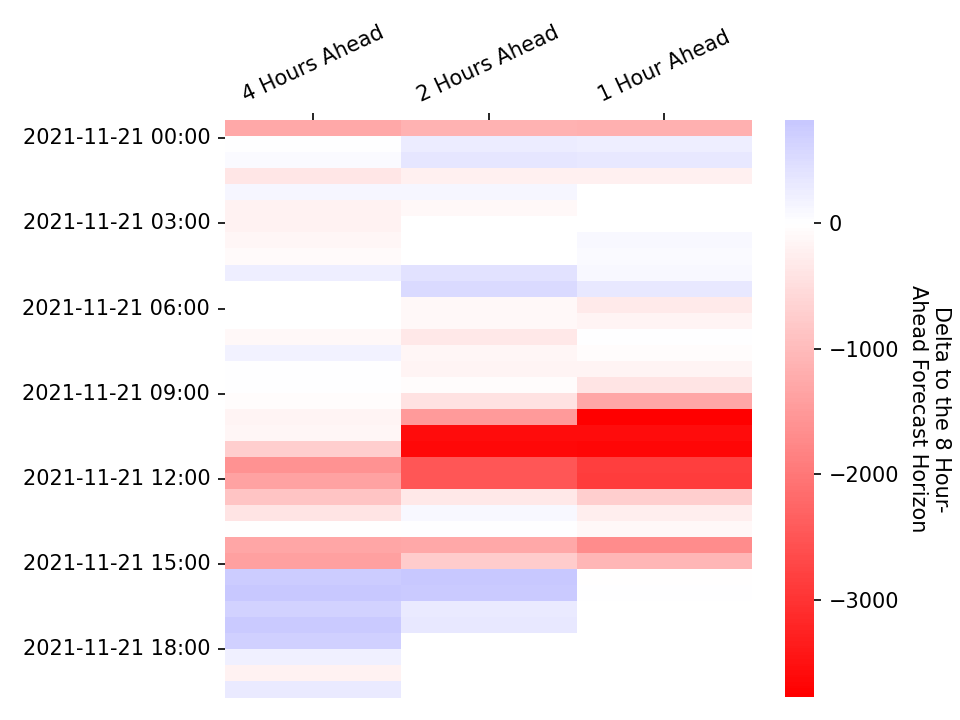 4 Hours Ahead
2 Hours Ahead
1 Hour Ahead
2021-11-21 00:00
2021-11-21 03:00
2021-11-21 06:00
2021-11-21 09:00
2021-11-21 12:00
2021-11-21 15:00
2021-11-21 18:00
0
−1000
−2000
−3000
Delta to the 8 Hour-
Ahead Forecast Horizon